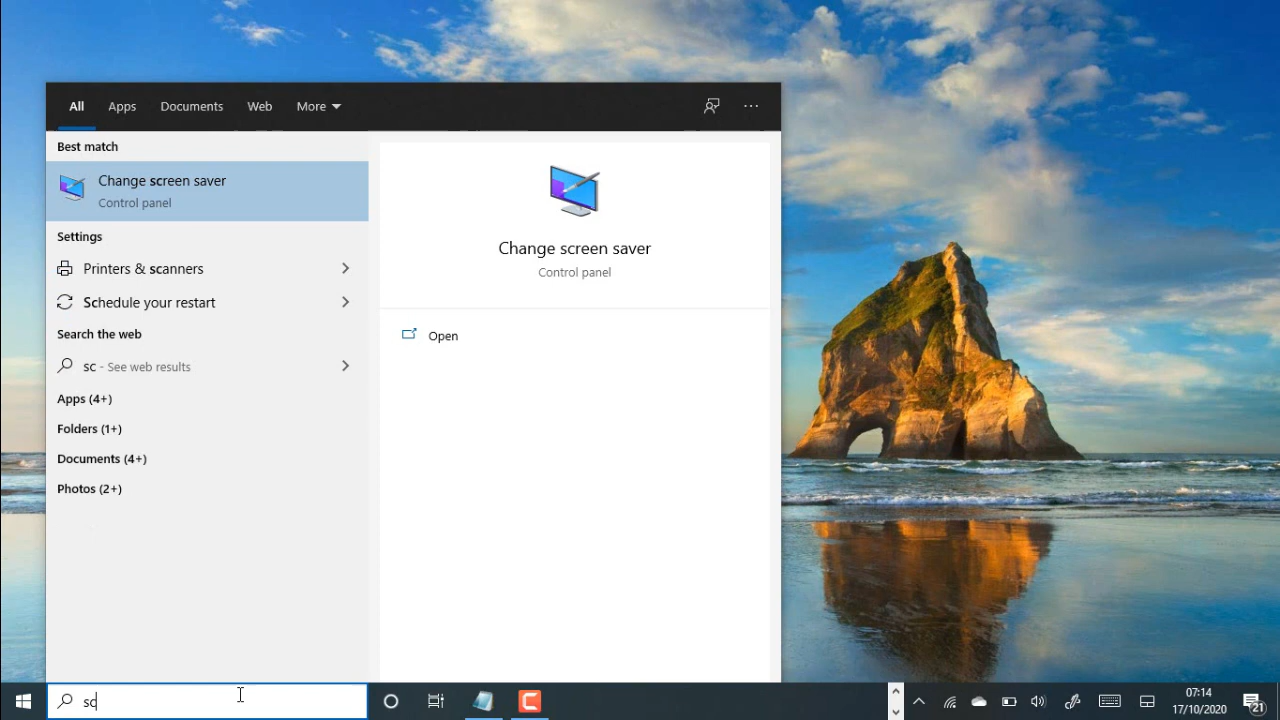 All Apps Documents Web More
Best match
Change screen saver
Control panel
Settings
Printers & scanners
Schedule your restart
Search the web
sc - See web results
Apps (4+)
Folders (1+)
Documents (4+)
Photos (2+)
Change screen saver
Control panel
Open
sc
07:14
17/10/2020
21